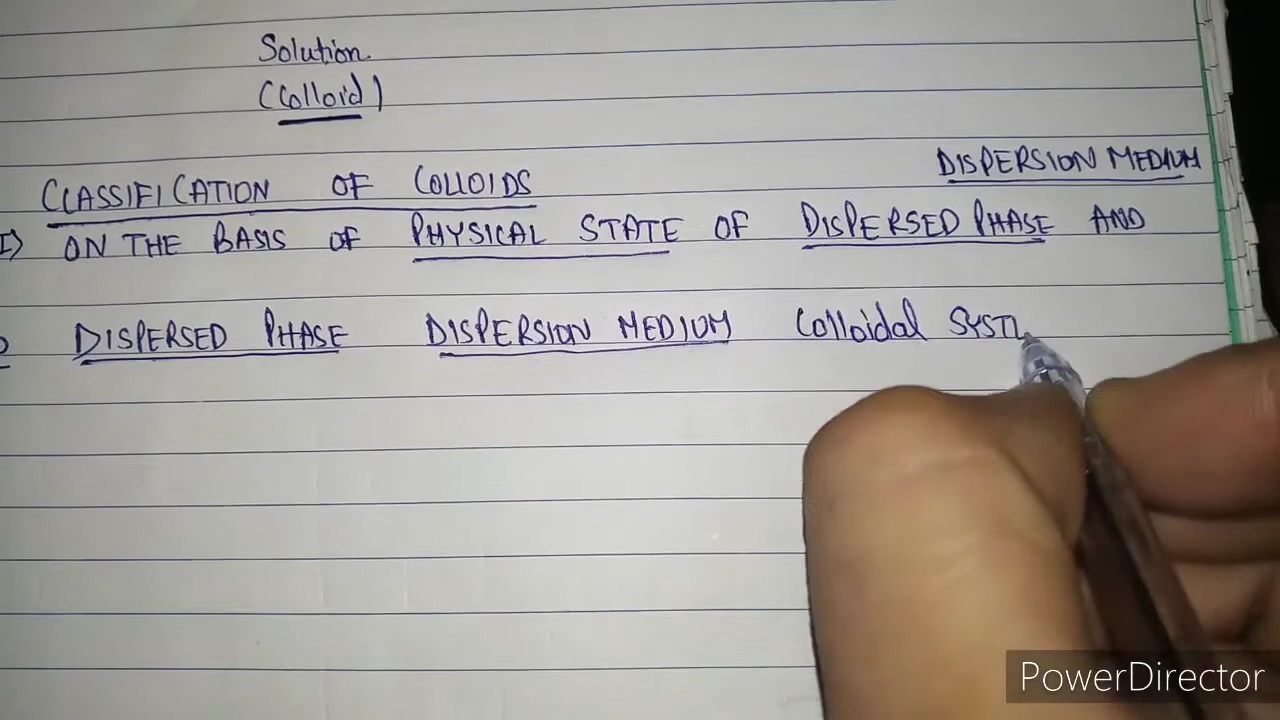 Solution
(Colloid)
CLASSIFICATION OF COLLOIDS
DISPERSION MEDIUM
I) ON THE BASIS OF PHYSICAL STATE OF DISPERSED PHASE AND
DISPERSED PHASE DISPERSION MEDIUM Colloidal SYST
PowerDirector